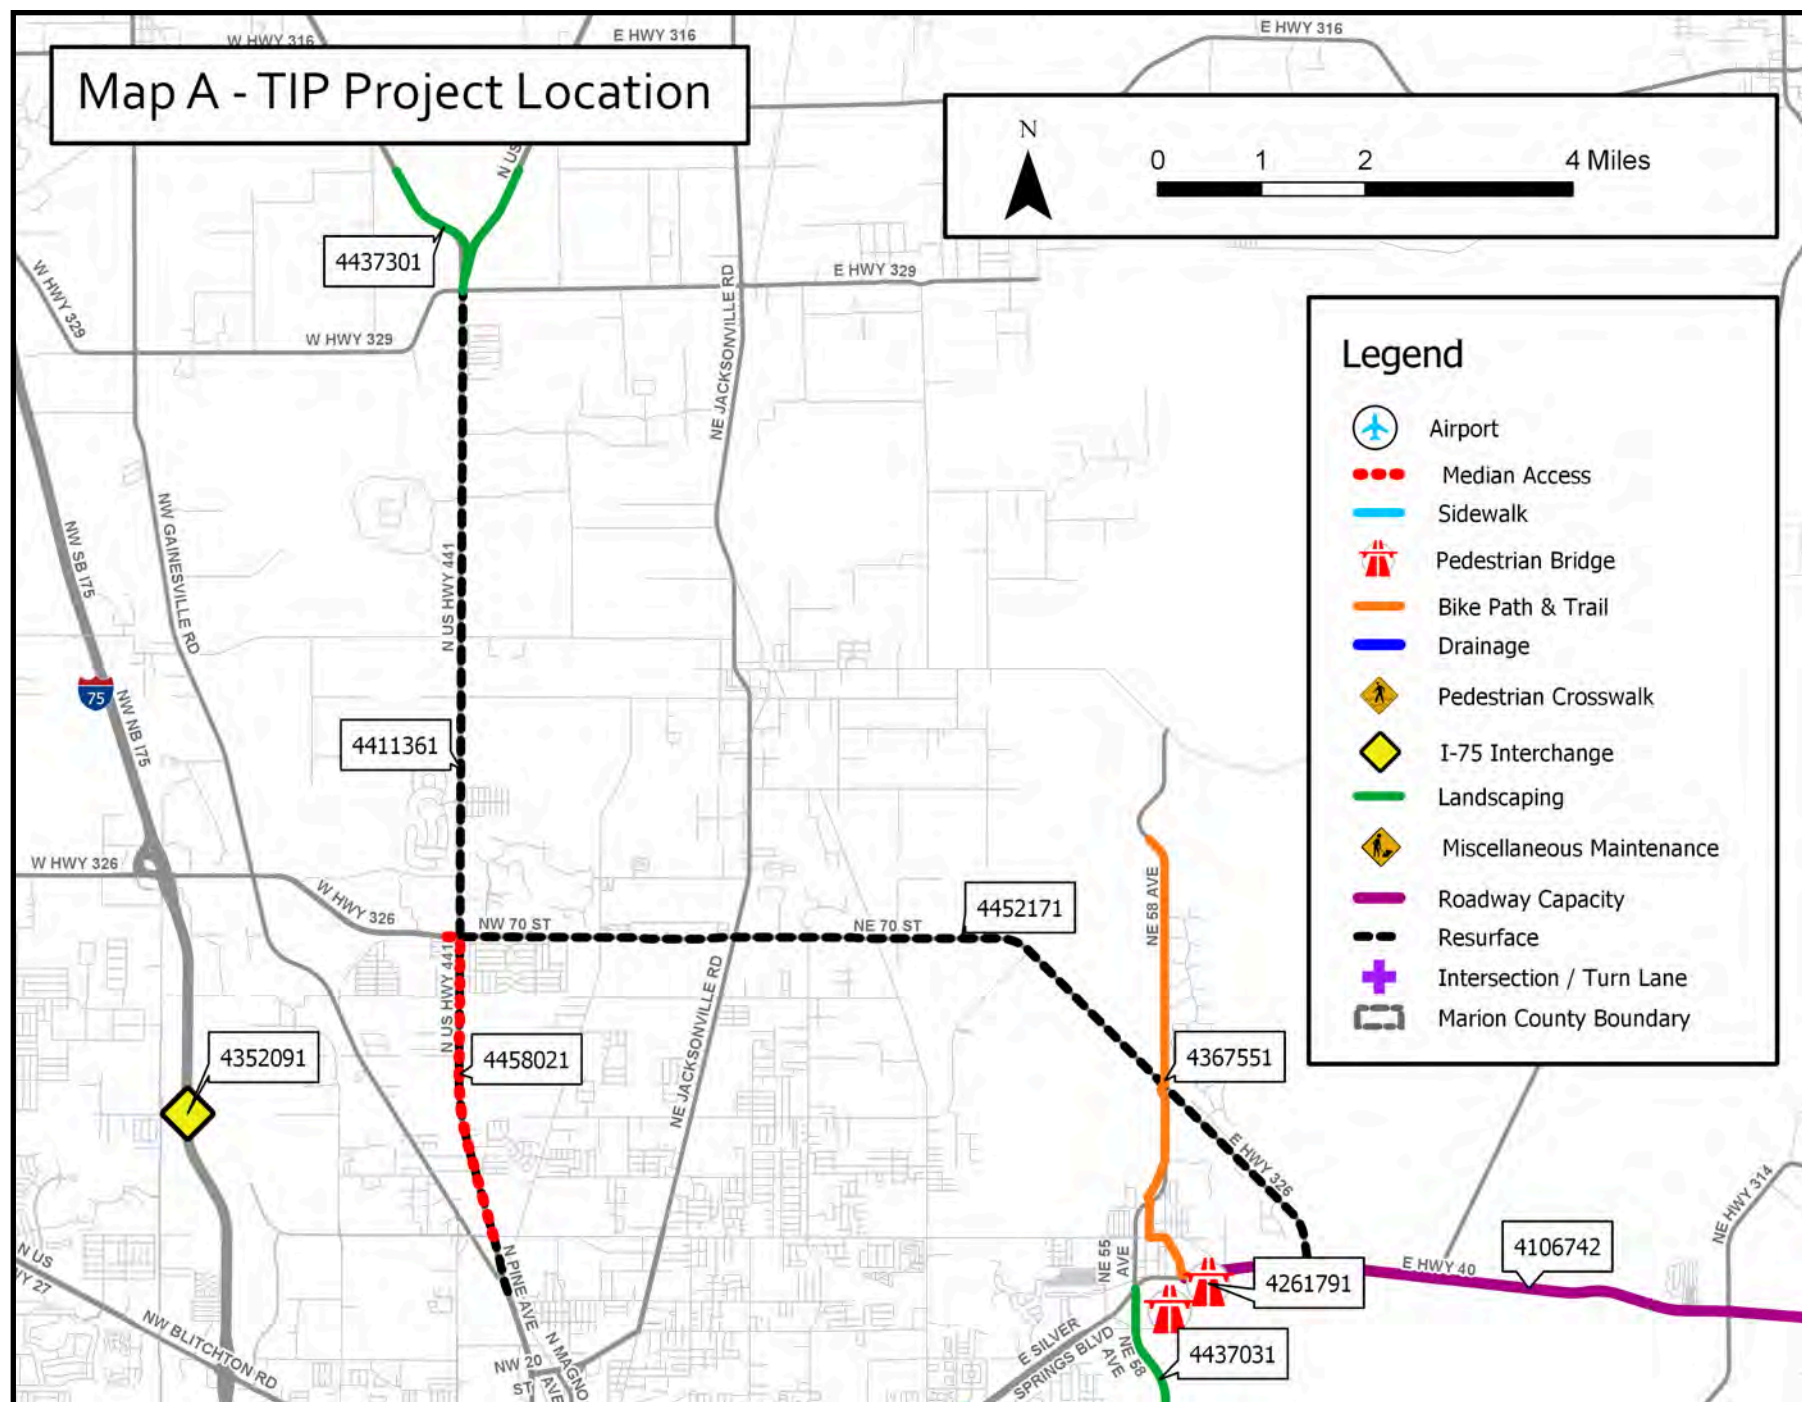 W HWY 316
E HWY 316
E HWY 316
Map A - TIP Project Location
N
0 1 2 4 Miles
N US
4437301
W HWY 329
E HWY 329
W HWY 329
NE JACKSONVILLE RD
Legend
Airport
Median Access
Sidewalk
Pedestrian Bridge
Bike Path & Trail
Drainage
Pedestrian Crosswalk
I-75 Interchange
Landscaping
Miscellaneous Maintenance
Roadway Capacity
Resurface
Intersection / Turn Lane
Marion County Boundary
NW SB I75
NW GAINESVILLE RD
N US HWY 441
75
NW NB I75
4411361
W HWY 326
W HWY 326
NW 70 ST
NE 70 ST
4452171
NE 58 AVE
N US HWY 441
NE JACKSONVILLE RD
4352091
4458021
4367551
E HWY 326
NE HWY 314
N US
WY 27
NW BLITCHTON RD
N PINE AVE
NW 20
ST
N MAGNO
AVE
NE 55
AVE
E HWY 40
4106742
4261791
E SILVER
SPRINGS BLVD
NE 58
AVE
4437031